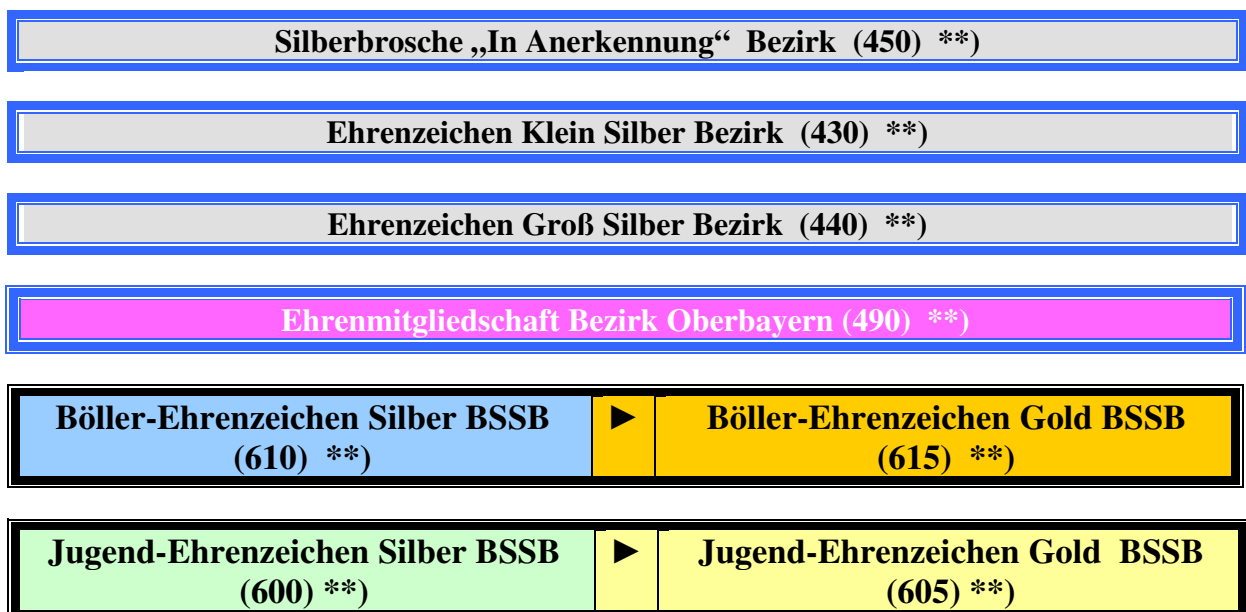 Silberbrosche „In Anerkennung“ Bezirk (450) **)
Ehrenzeichen Klein Silber Bezirk (430) **)
Ehrenzeichen Groß Silber Bezirk (440) **)
Ehrenmitgliedschaft Bezirk Oberbayern (490) **)
Böller-Ehrenzeichen Silber BSSB
(610) **)
►
Böller-Ehrenzeichen Gold BSSB
(615) **)
Jugend-Ehrenzeichen Silber BSSB
(600) **)
►
Jugend-Ehrenzeichen Gold BSSB
(605) **)